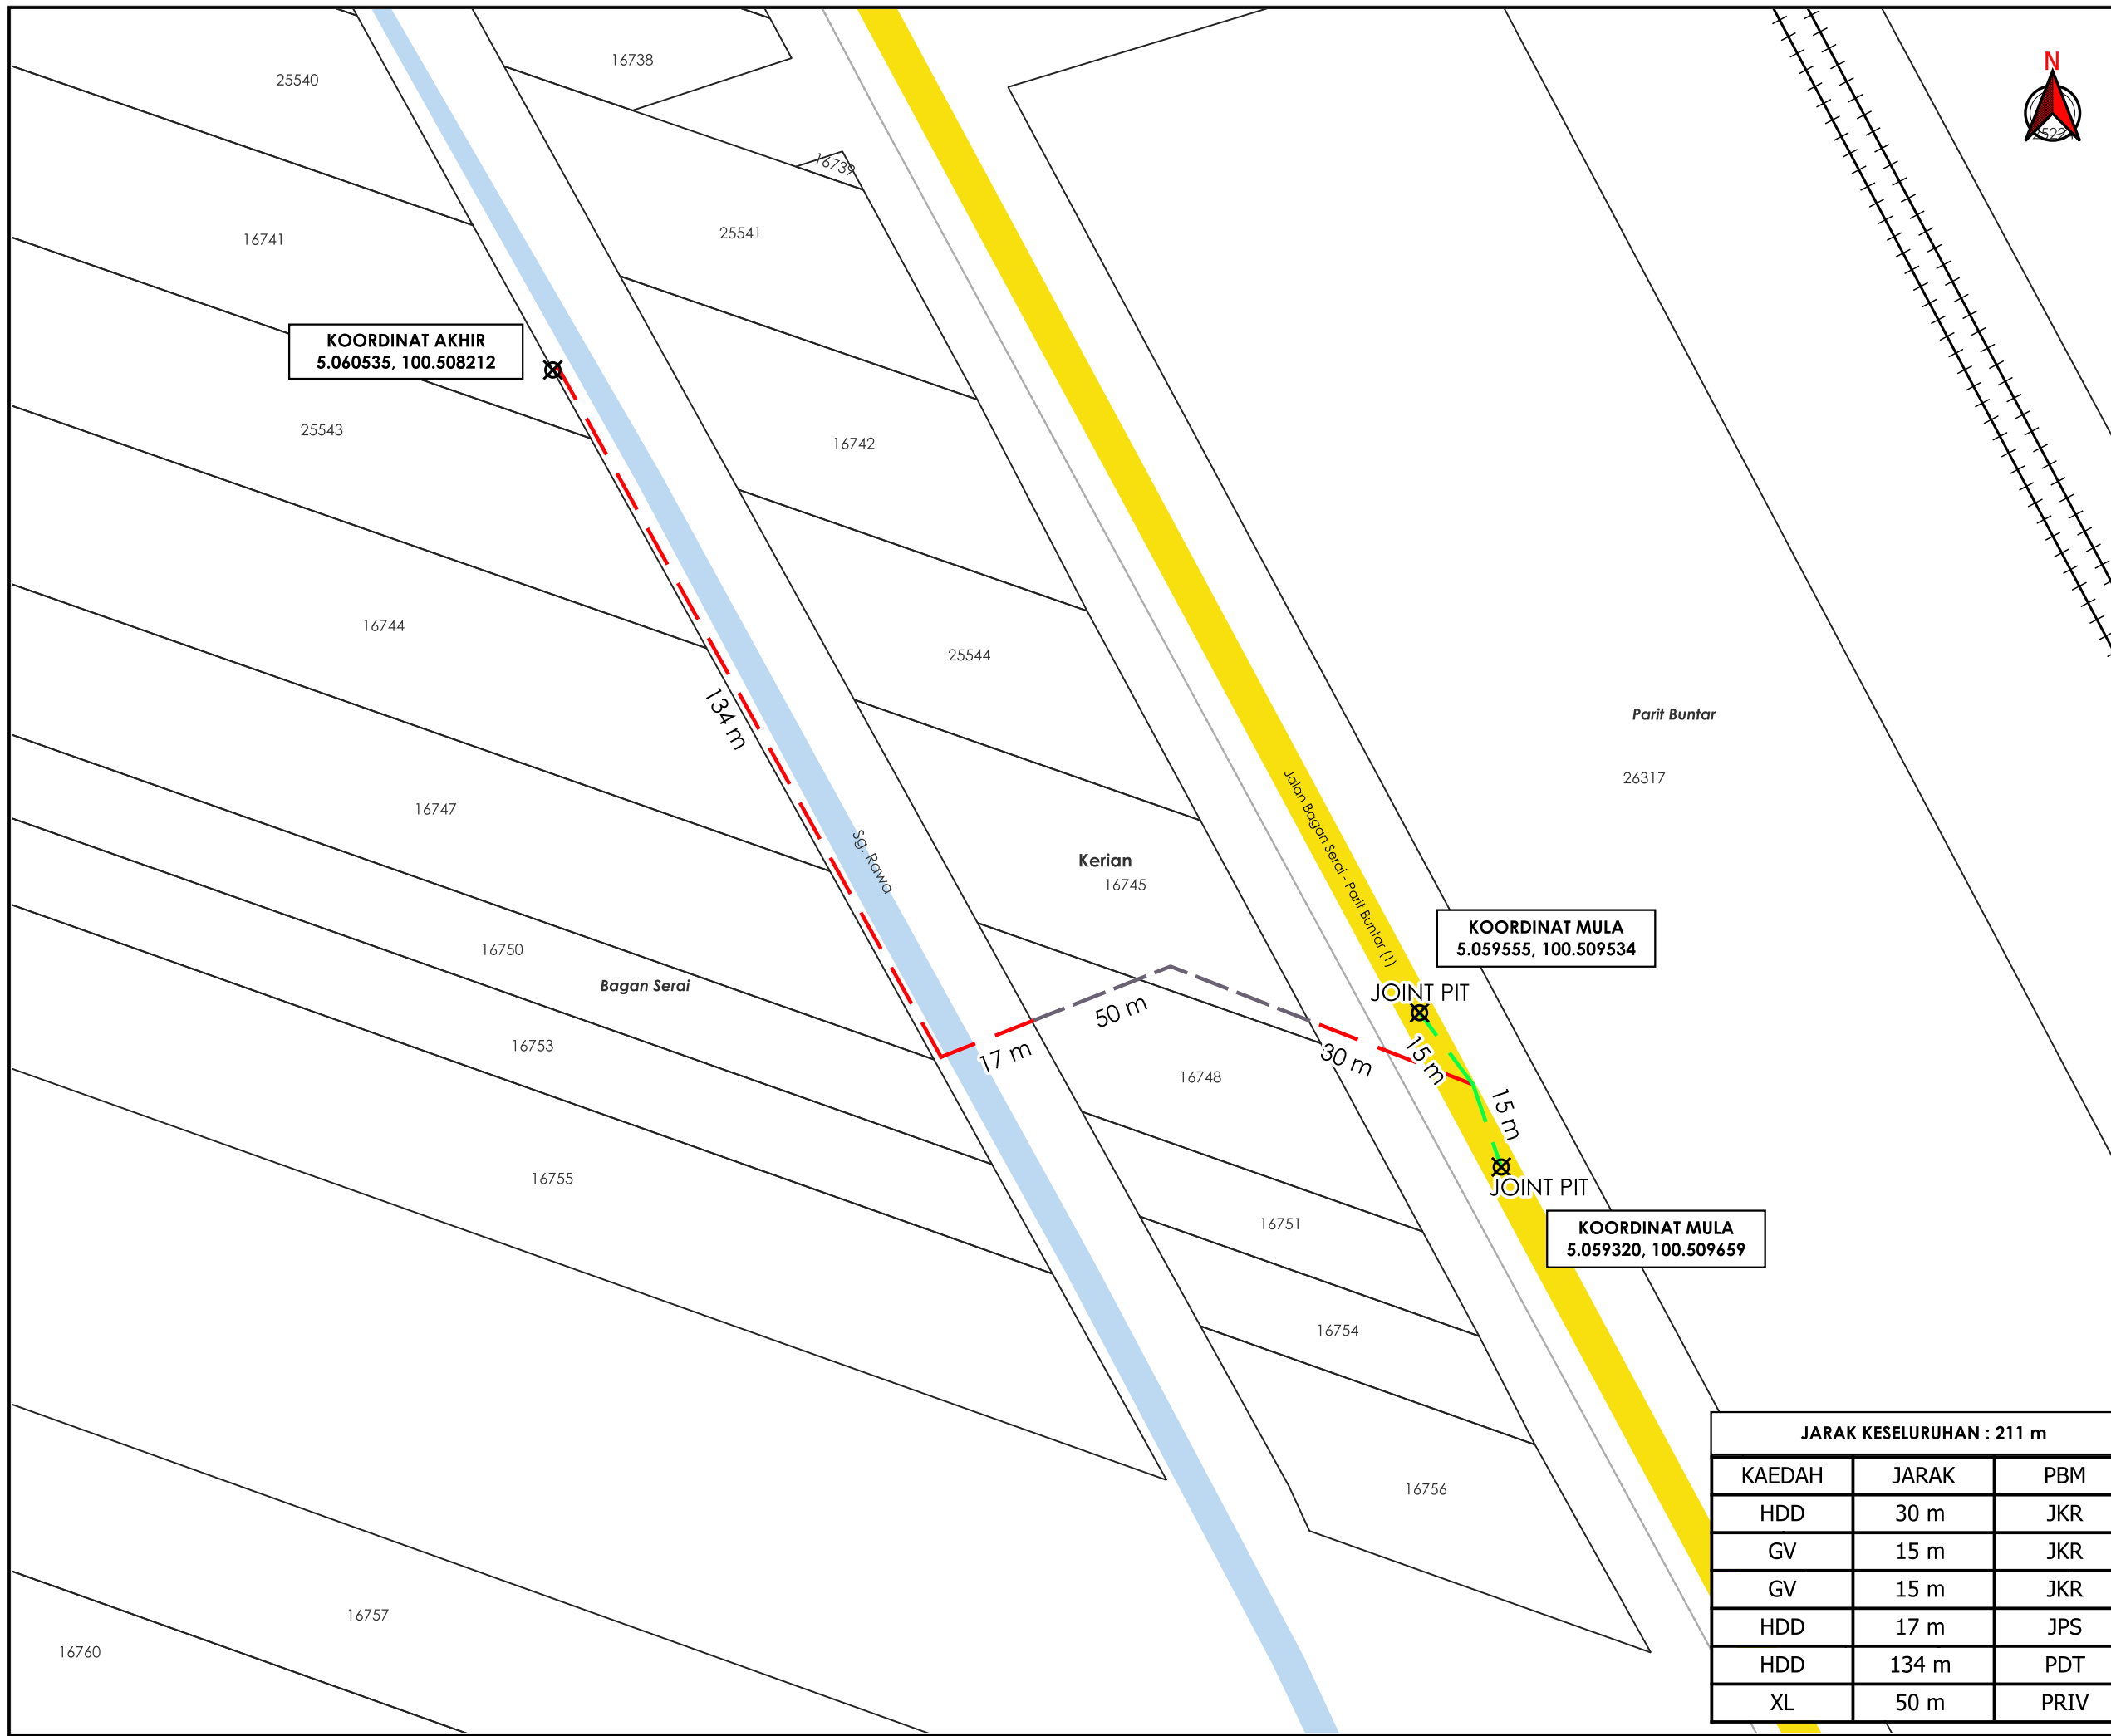 N
16738
25540
16739
25541
16741
KOORDINAT AKHIR
5.060535, 100.508212
25543
16742
16744
25544
134 m
Parit Buntar
26317
16747
Sg. Rawa
Jalan Bagan Serai - Parit Buntar (1)
Kerian
16745
KOORDINAT MULA
5.059555, 100.509534
16750
Bagan Serai
JOINT PIT
50 m
16753
17 m
30 m
15 m
16748
15 m
16755
JOINT PIT
16751
KOORDINAT MULA
5.059320, 100.509659
16754
16756
16757
16760
JARAK KESELURUHAN : 211 m
KAEDAH JARAK PBM
HDD 30 m JKR
GV 15 m JKR
GV 15 m JKR
HDD 17 m JPS
HDD 134 m PDT
XL 50 m PRIV